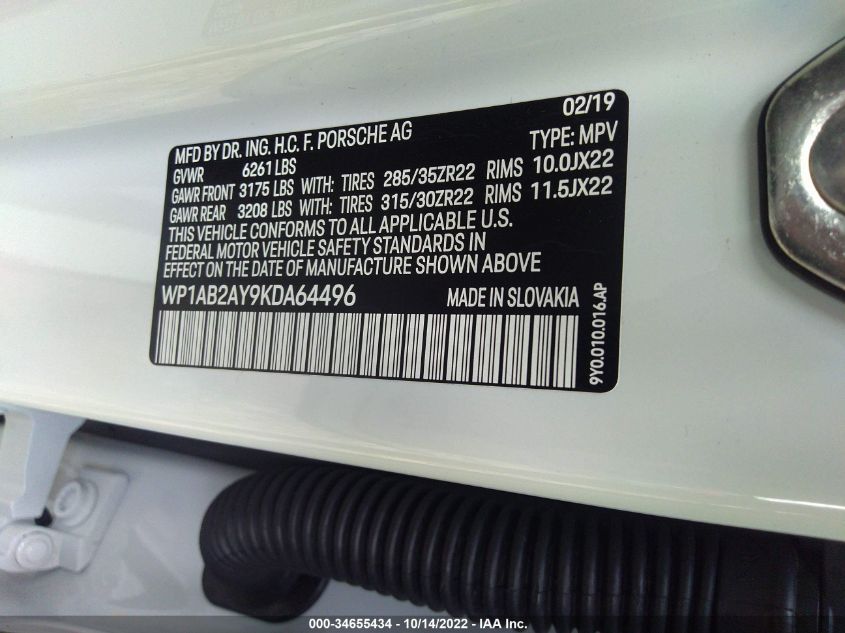 02/19
MFD BY DR. ING. H.C. F. PORSCHE AG
GVWR 6261 LBS TYPE: MPV
GAWR FRONT 3175 LBS WITH: TIRES 285/35ZR22 RIMS 10.0JX22
GAWR REAR 3208 LBS WITH: TIRES 315/30ZR22 RIMS 11.5JX22
THIS VEHICLE CONFORMS TO ALL APPLICABLE U.S.
FEDERAL MOTOR VEHICLE SAFETY STANDARDS IN
EFFECT ON THE DATE OF MANUFACTURE SHOWN ABOVE
WP1AB2AY9KDA64496 MADE IN SLOVAKIA
9Y0.010.016.AP
000-34655434 - 10/14/2022 - IAA Inc.